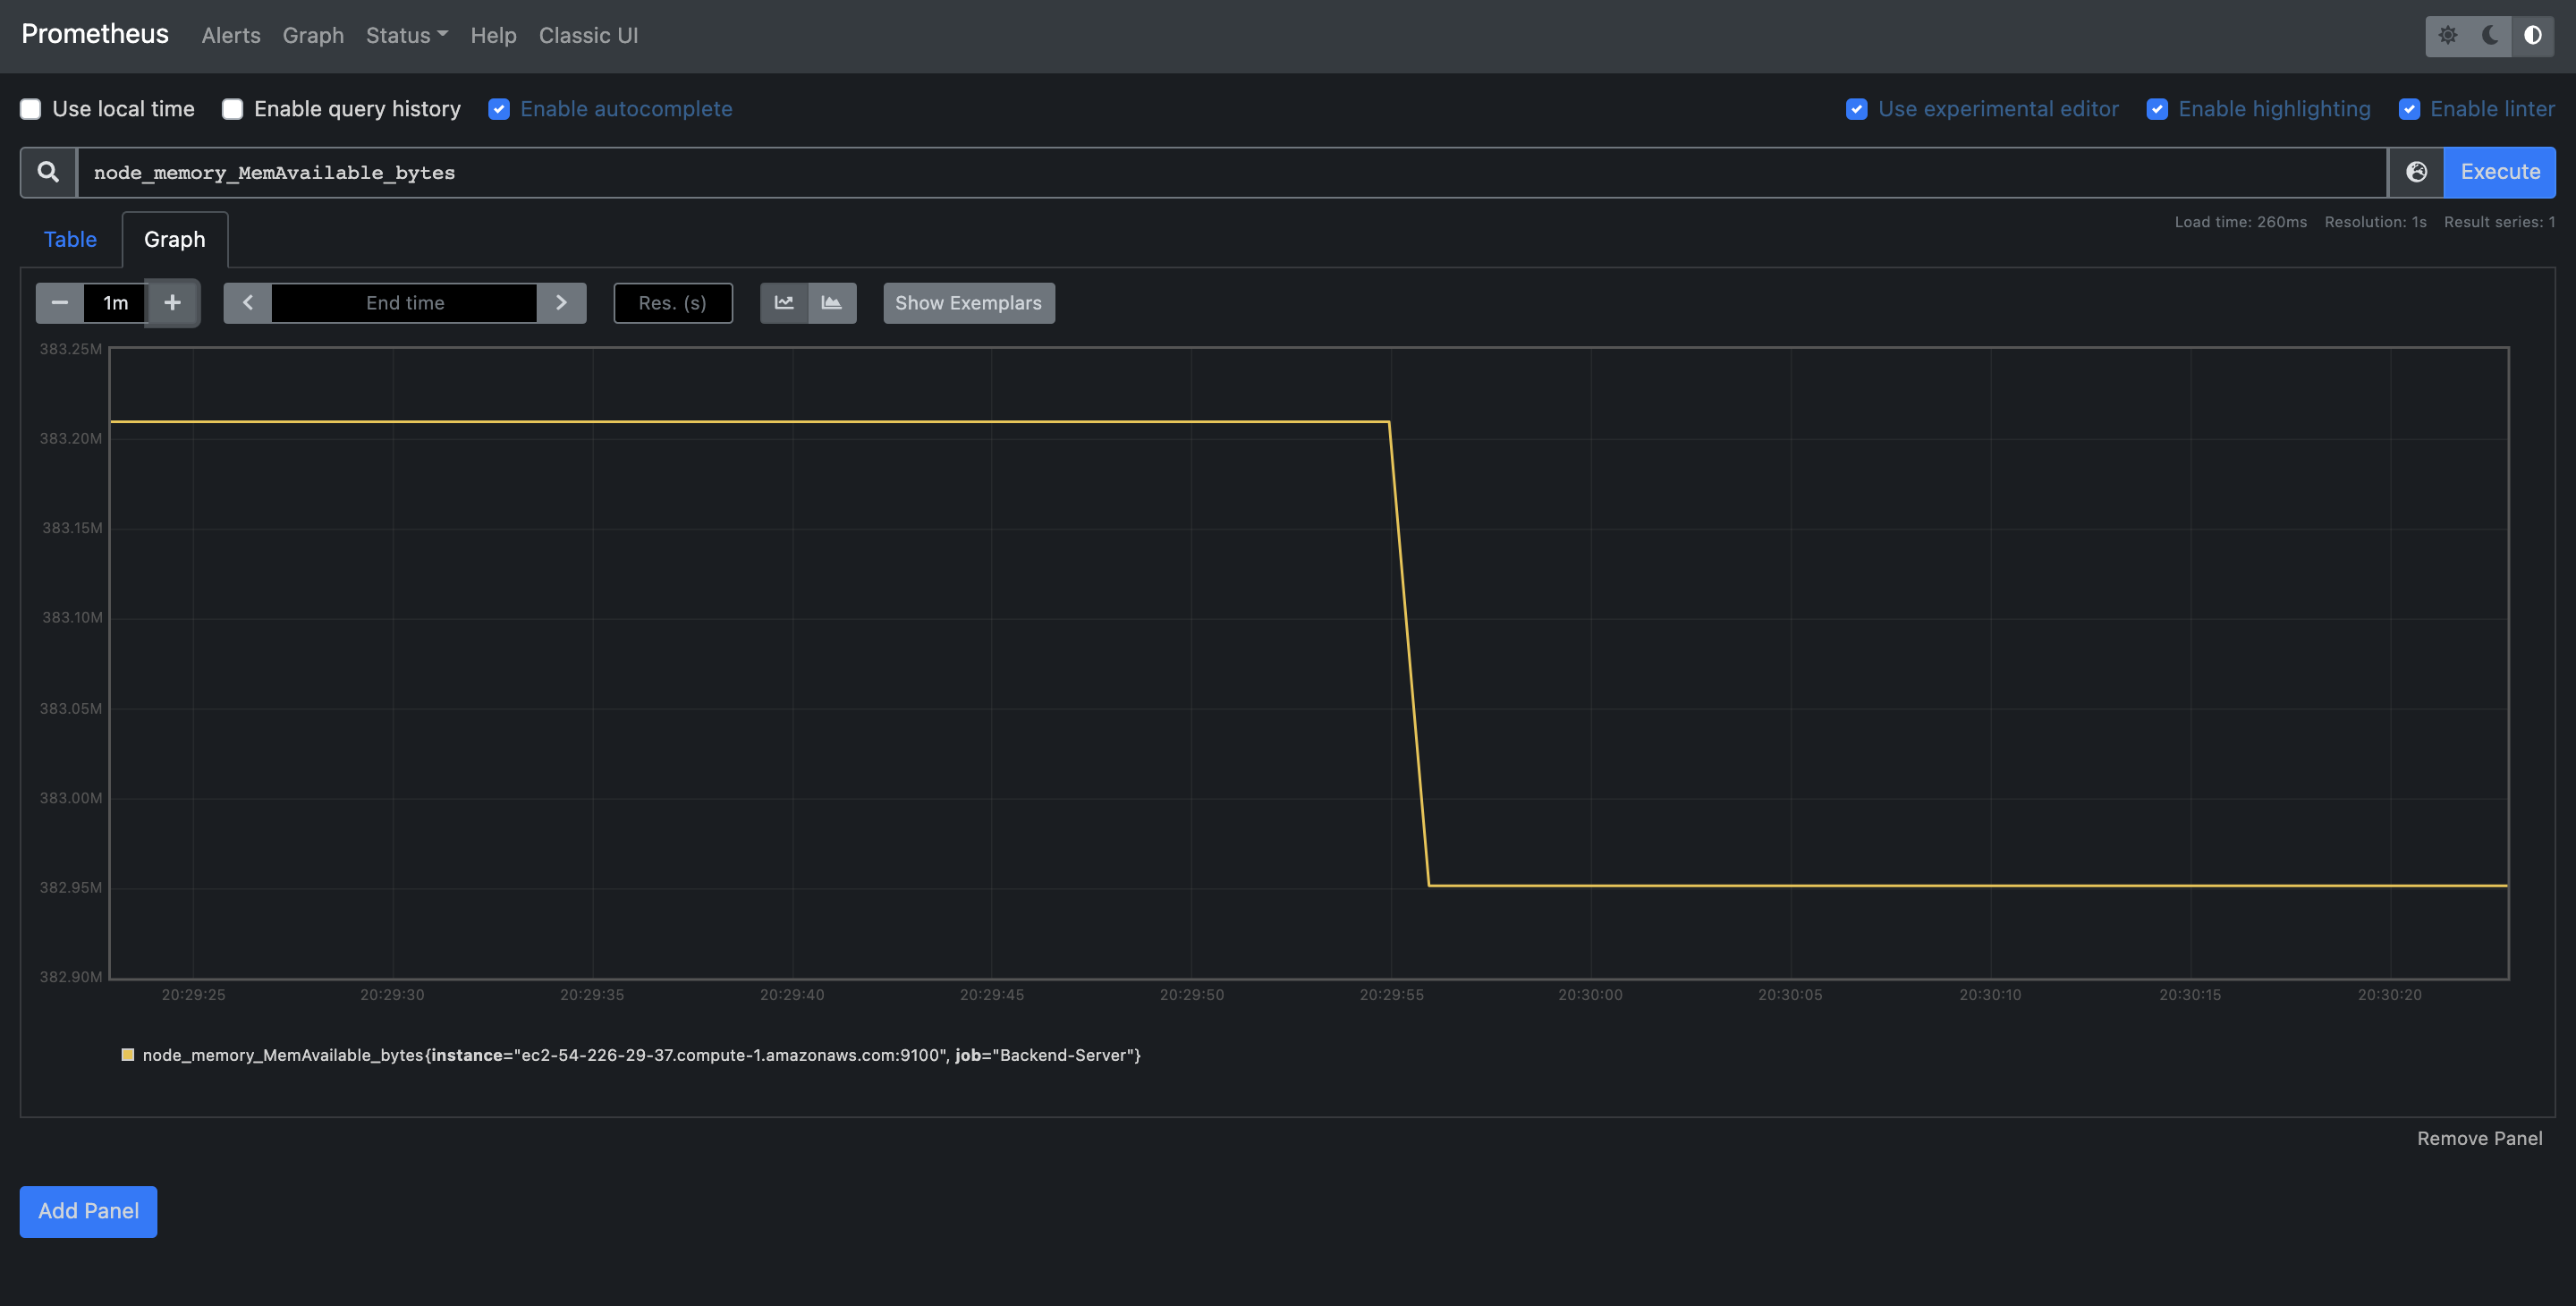 Prometheus Alerts Graph Status Help Classic UI
Use local time Enable query history Enable autocomplete Use experimental editor Enable highlighting Enable linter
node_memory_MemAvailable_bytes Execute
Table Graph Load time: 260ms Resolution: 1s Result series: 1
1m End time Res. (s) Show Exemplars
383.25M
383.20M
383.15M
383.10M
383.05M
383.00M
382.95M
382.90M
20:29:25 20:29:30 20:29:35 20:29:40 20:29:45 20:29:50 20:29:55 20:30:00 20:30:05 20:30:10 20:30:15 20:30:20
node_memory_MemAvailable_bytes{instance="ec2-54-226-29-37.compute-1.amazonaws.com:9100", job="Backend-Server"}
Remove Panel
Add Panel